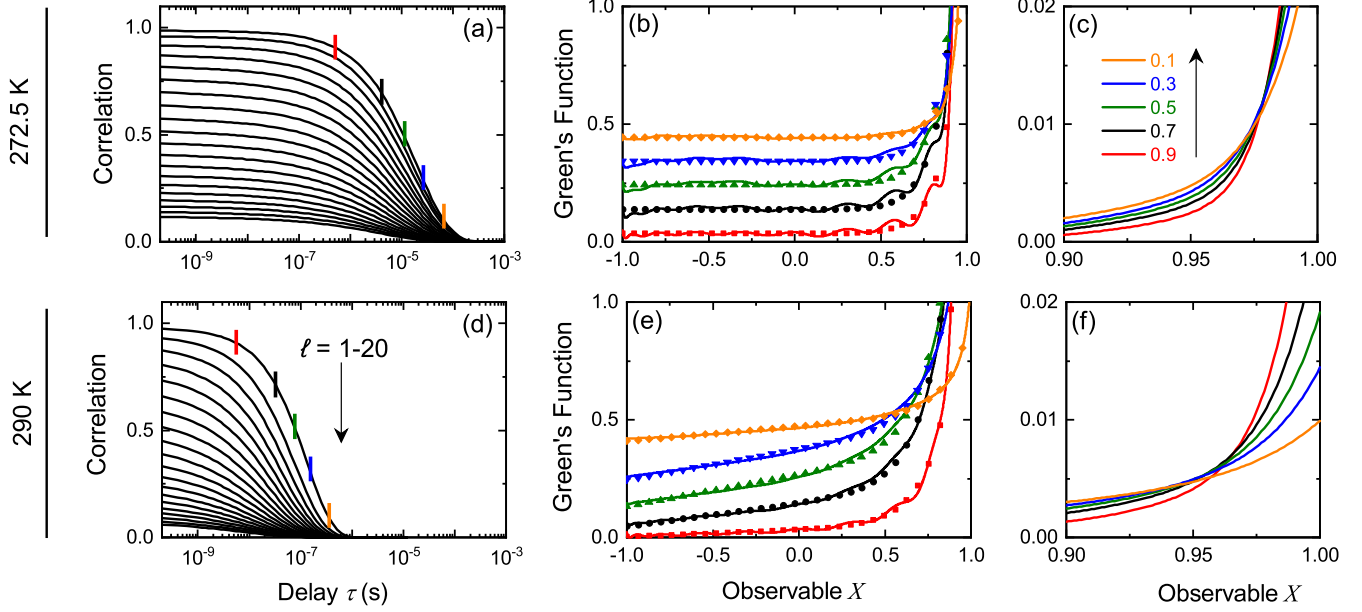 272.5 K
Correlation
1.0
0.5
0.0
10⁻⁹
10⁻⁷
10⁻⁵
10⁻³
(a)
Green's Function
1.0
0.5
0.0
-1.0
-0.5
0.0
0.5
1.0
(b)
0.02
0.01
0.00
0.90
0.95
1.00
(c)
0.1
0.3
0.5
0.7
0.9
Observable X
290 K
Correlation
1.0
0.5
0.0
10⁻⁹
10⁻⁷
10⁻⁵
10⁻³
(d)
ℓ = 1-20
Delay τ (s)
Green's Function
1.0
0.5
0.0
-1.0
-0.5
0.0
0.5
1.0
(e)
Observable X
0.02
0.01
0.00
0.90
0.95
1.00
(f)
Observable X